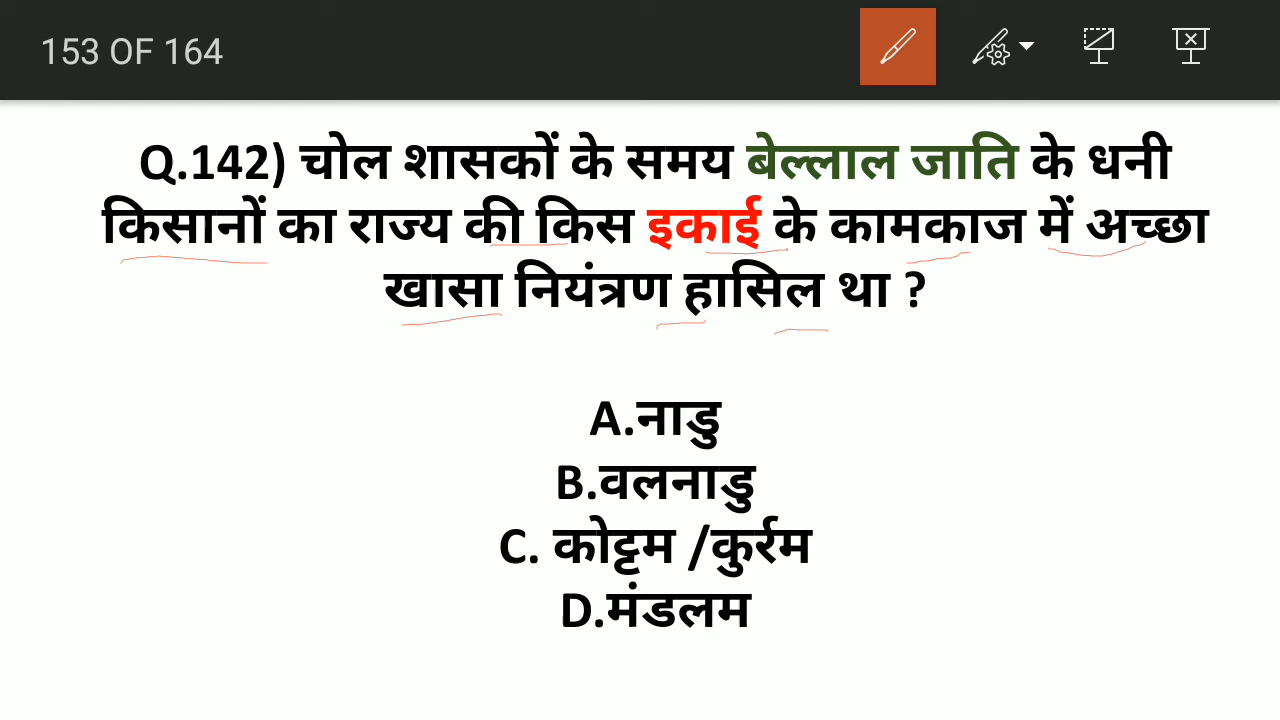 153 OF 164
Q.142) चोल शासकों के समय बेल्लाल जाति के धनी
किसानों का राज्य की किस इकाई के कामकाज में अच्छा
खासा नियंत्रण हासिल था ?
A.नाडु
B.वलनाडु
C. कोट्टम /कुर्रम
D.मंडलम